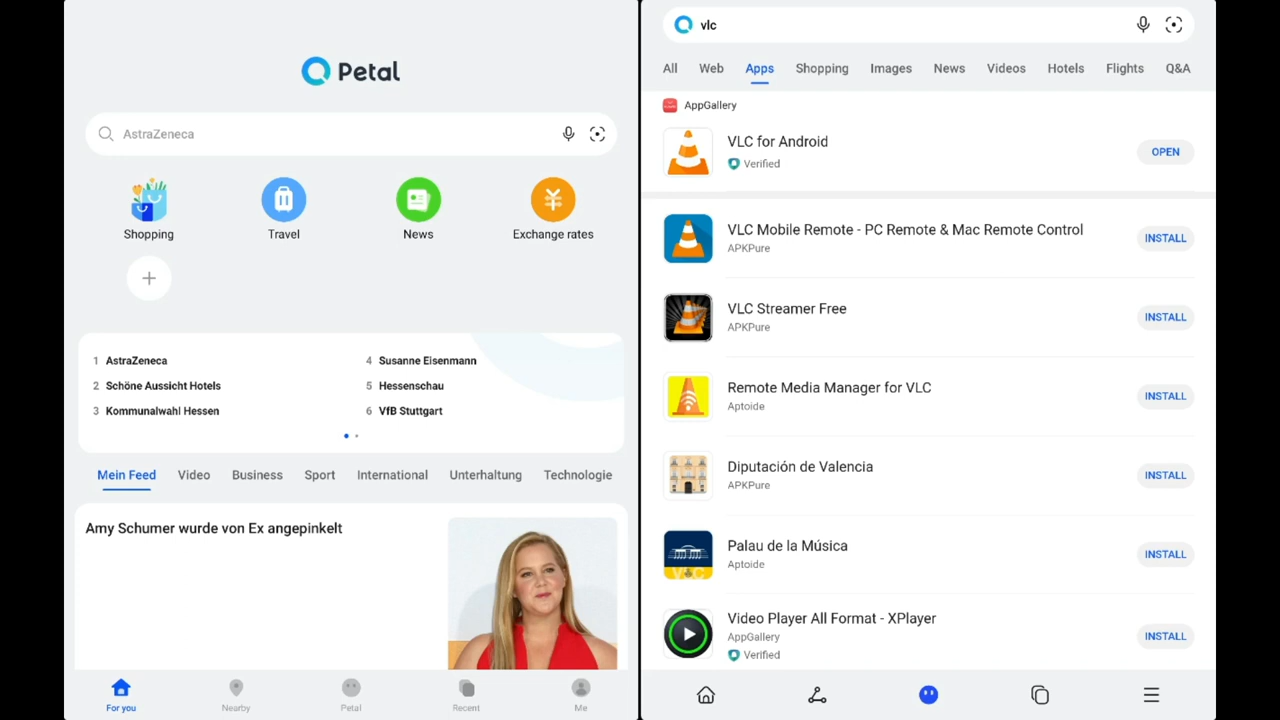 Petal
AstraZeneca
Shopping
Travel
News
Exchange rates
1 AstraZeneca
2 Schöne Aussicht Hotels
3 Kommunalwahl Hessen
4 Susanne Eisenmann
5 Hessenschau
6 VfB Stuttgart
Mein Feed Video Business Sport International Unterhaltung Technologie
Amy Schumer wurde von Ex angepinkelt
For you Nearby Petal Recent Me
vlc
All Web Apps Shopping Images News Videos Hotels Flights Q&A
AppGallery
VLC for Android
Verified
OPEN
VLC Mobile Remote - PC Remote & Mac Remote Control
APKPure
INSTALL
VLC Streamer Free
APKPure
INSTALL
Remote Media Manager for VLC
Aptoide
INSTALL
Diputación de Valencia
APKPure
INSTALL
Palau de la Música
Aptoide
INSTALL
Video Player All Format - XPlayer
AppGallery
Verified
INSTALL